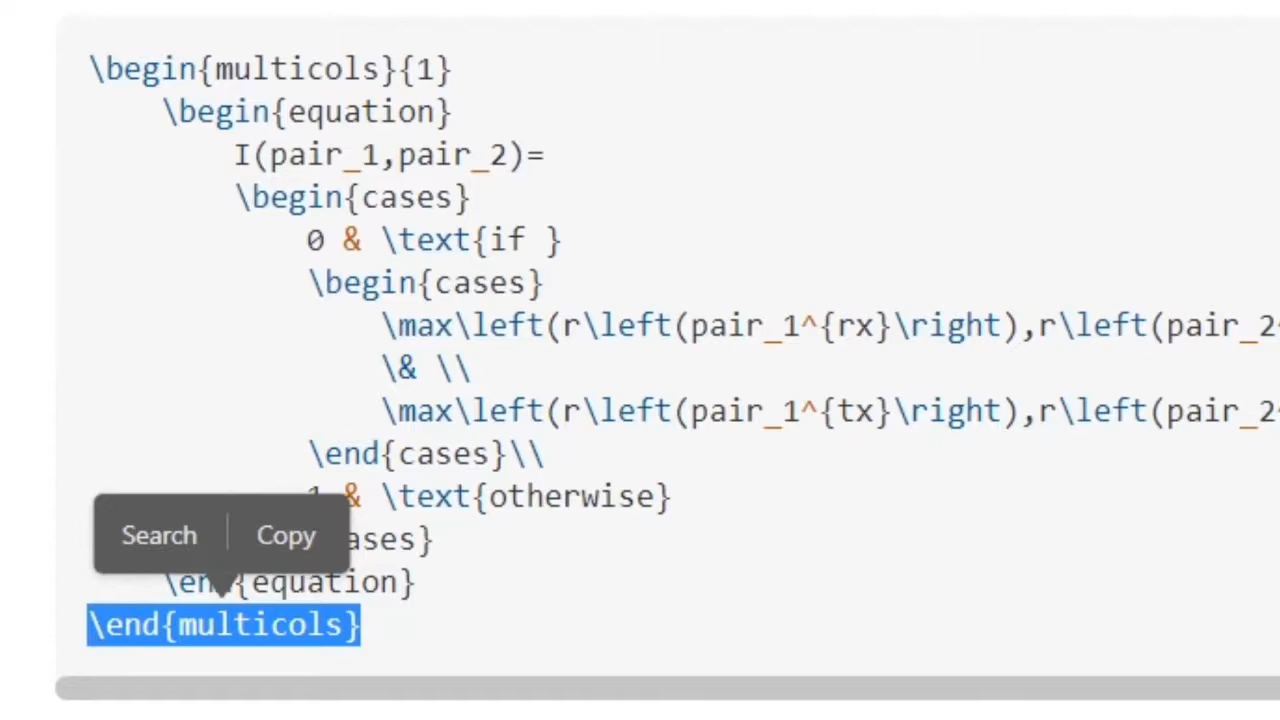 \begin{multicols}{1}
\begin{equation}
I(pair_1,pair_2)=
\begin{cases}
0 & \text{if }
\begin{cases}
\max\left(r\left(pair_1^{rx}\right),r\left(pair_2^
\& \\
\max\left(r\left(pair_1^{tx}\right),r\left(pair_2^
\end{cases}\\
1 & \text{otherwise}
Search Copy
ases}
\end{equation}
\end{multicols}